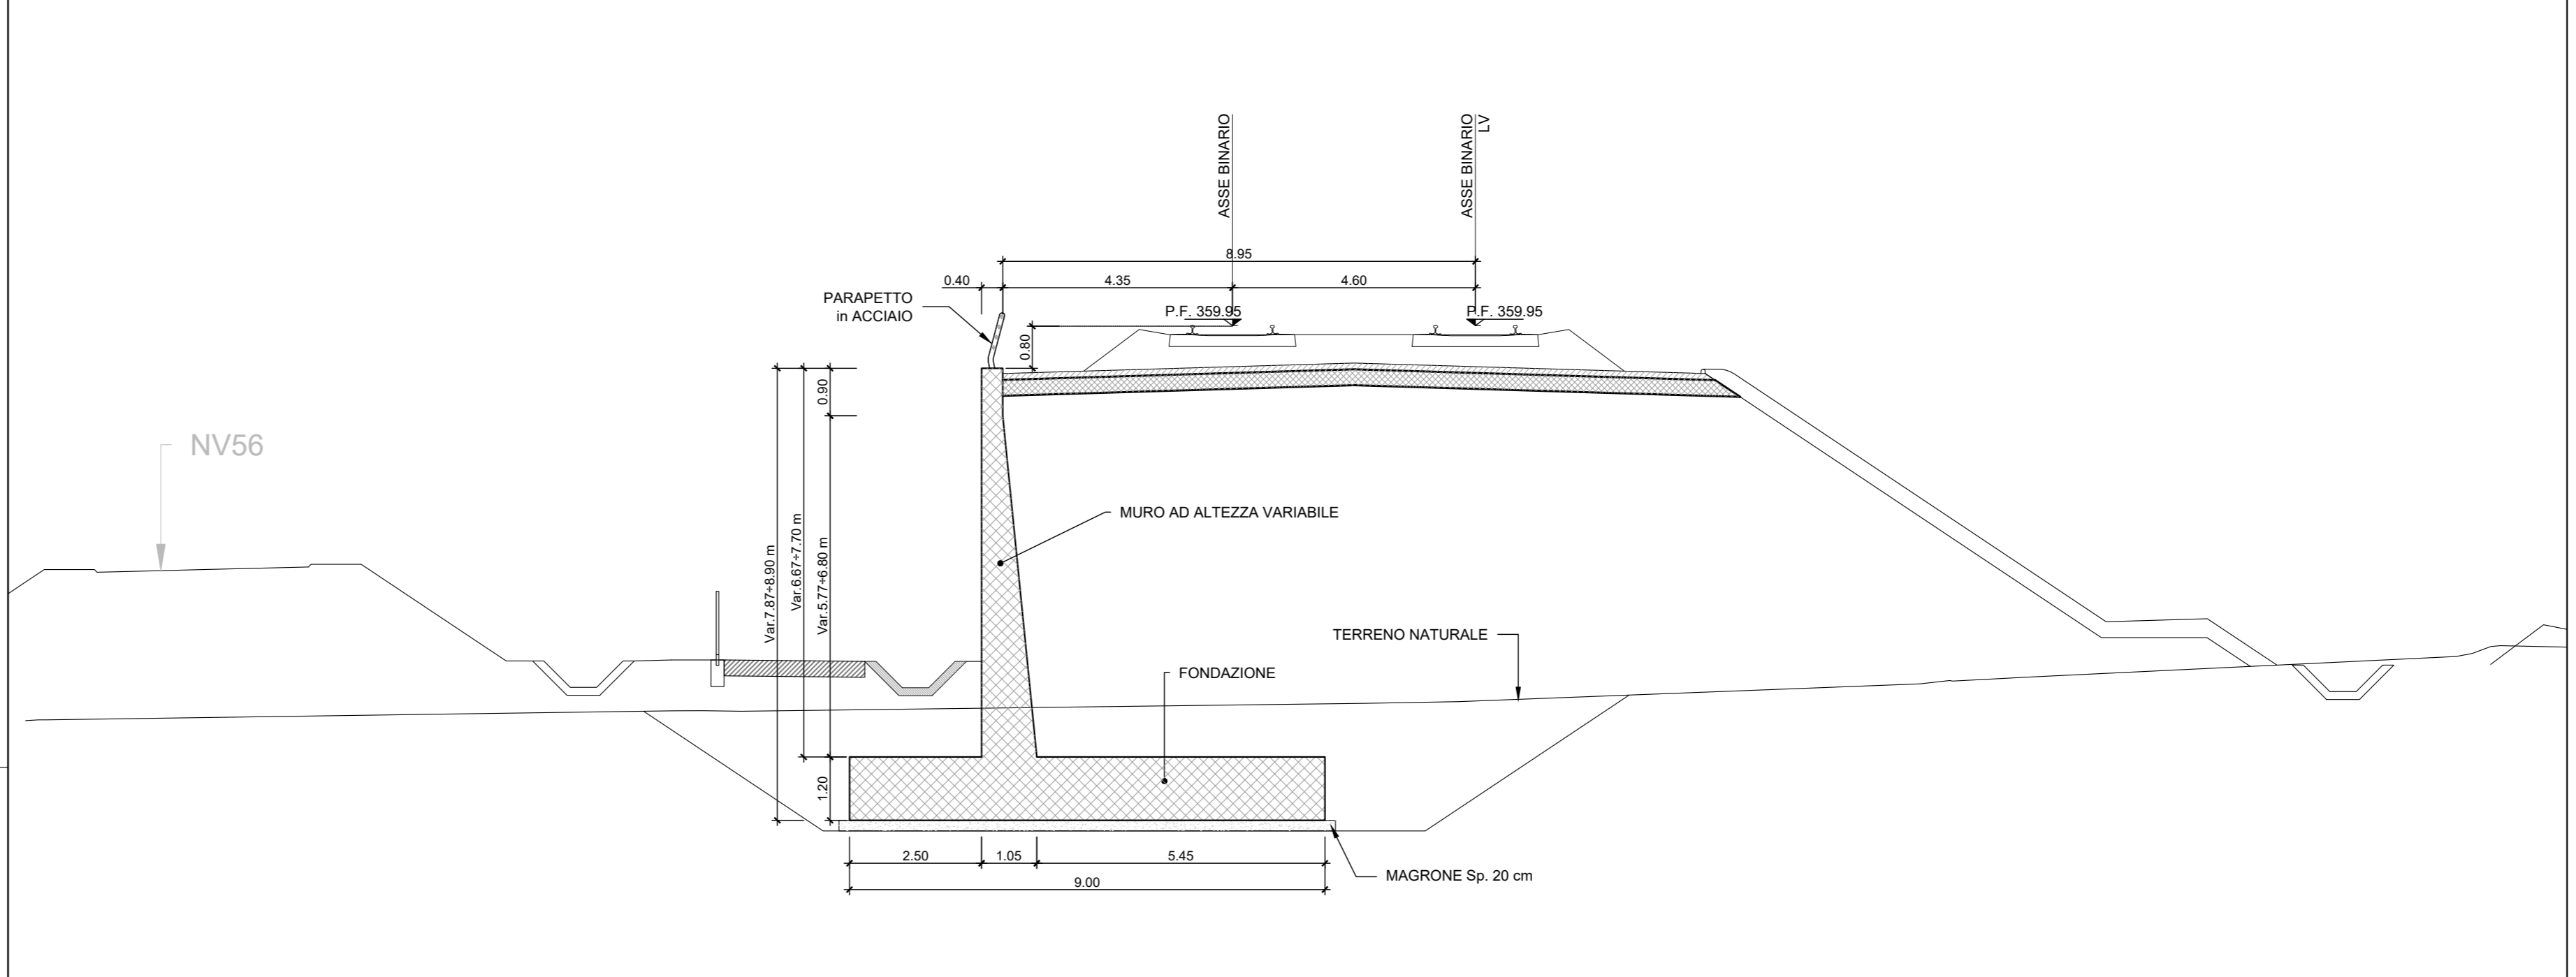 ASSE BINARIO
ASSE BINARIO
LV
8.95
0.40
4.35
4.60
PARAPETTO
in ACCIAIO
P.F. 359.95
P.F. 359.95
0.80
0.90
NV56
MURO AD ALTEZZA VARIABILE
Var.7.87÷8.90 m
Var.6.67÷7.70 m
Var.5.77÷6.80 m
TERRENO NATURALE
FONDAZIONE
1.20
2.50
1.05
5.45
MAGRONE Sp. 20 cm
9.00